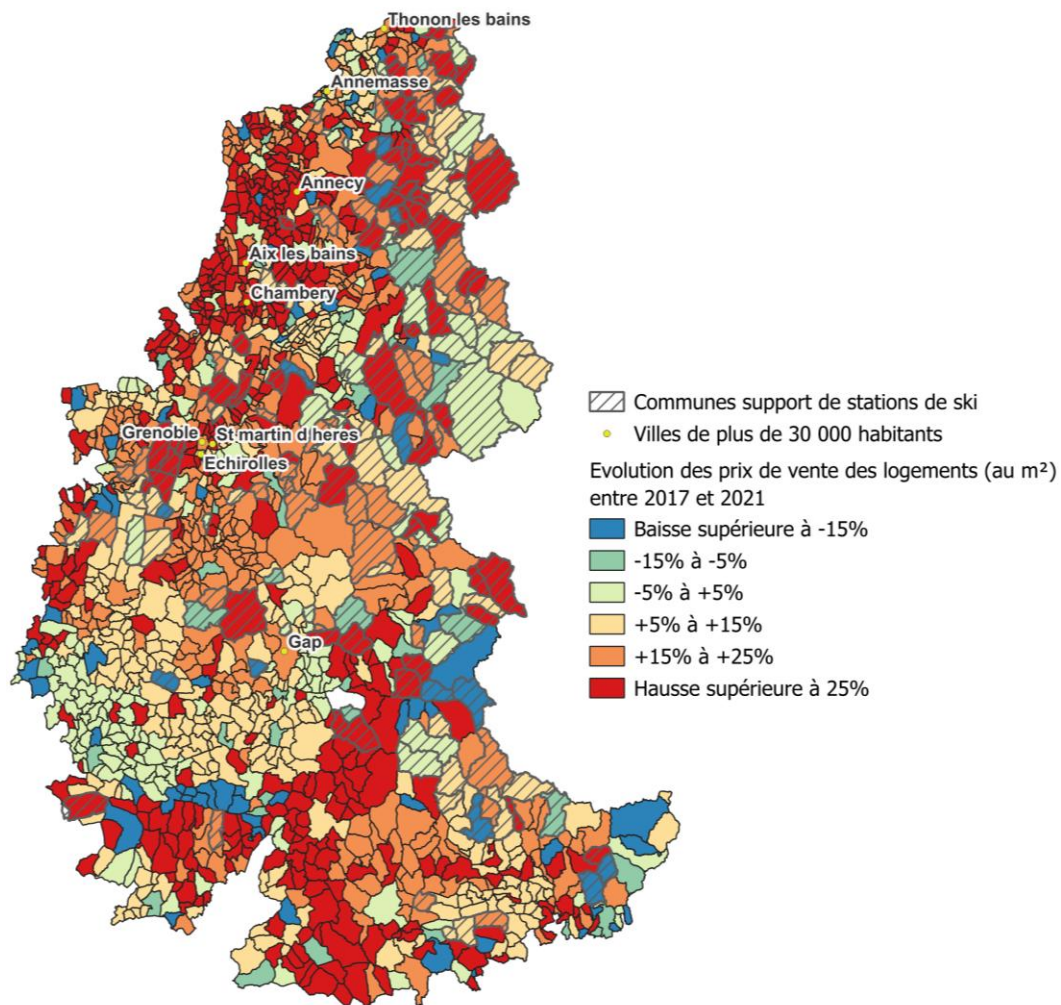 Thonon les bains
Annemasse
Annecy
Aix les bains
Chambery
Grenoble
St martin d heres
Echirolles
Gap
Communes support de stations de ski
Villes de plus de 30 000 habitants
Evolution des prix de vente des logements (au m²)
entre 2017 et 2021
Baisse supérieure à -15%
-15% à -5%
-5% à +5%
+5% à +15%
+15% à +25%
Hausse supérieure à 25%